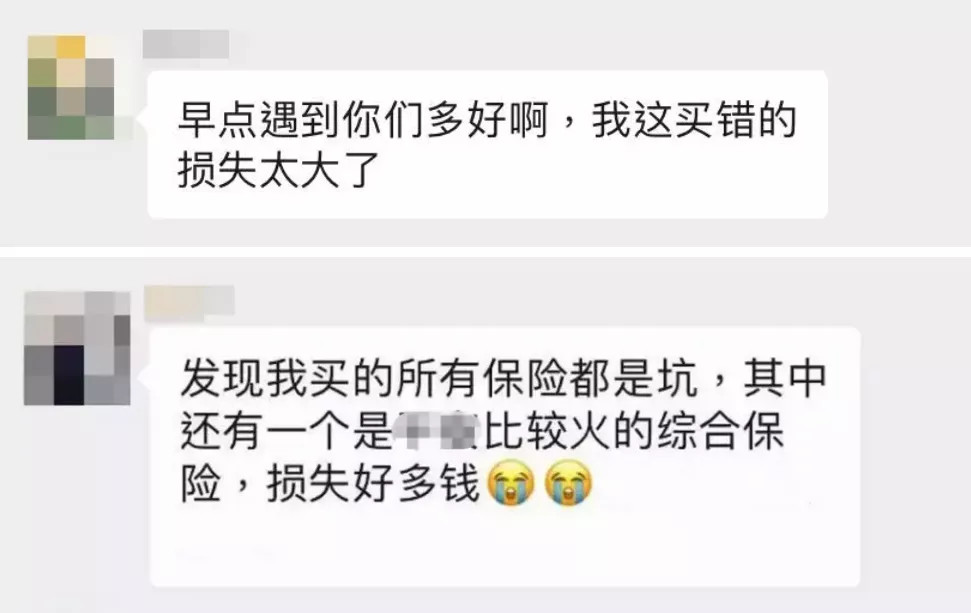 早点遇到你们多好啊，我这买错的
损失太大了
发现我买的所有保险都是坑，其中
还有一个是比较火的综合保
险，损失好多钱😭😭